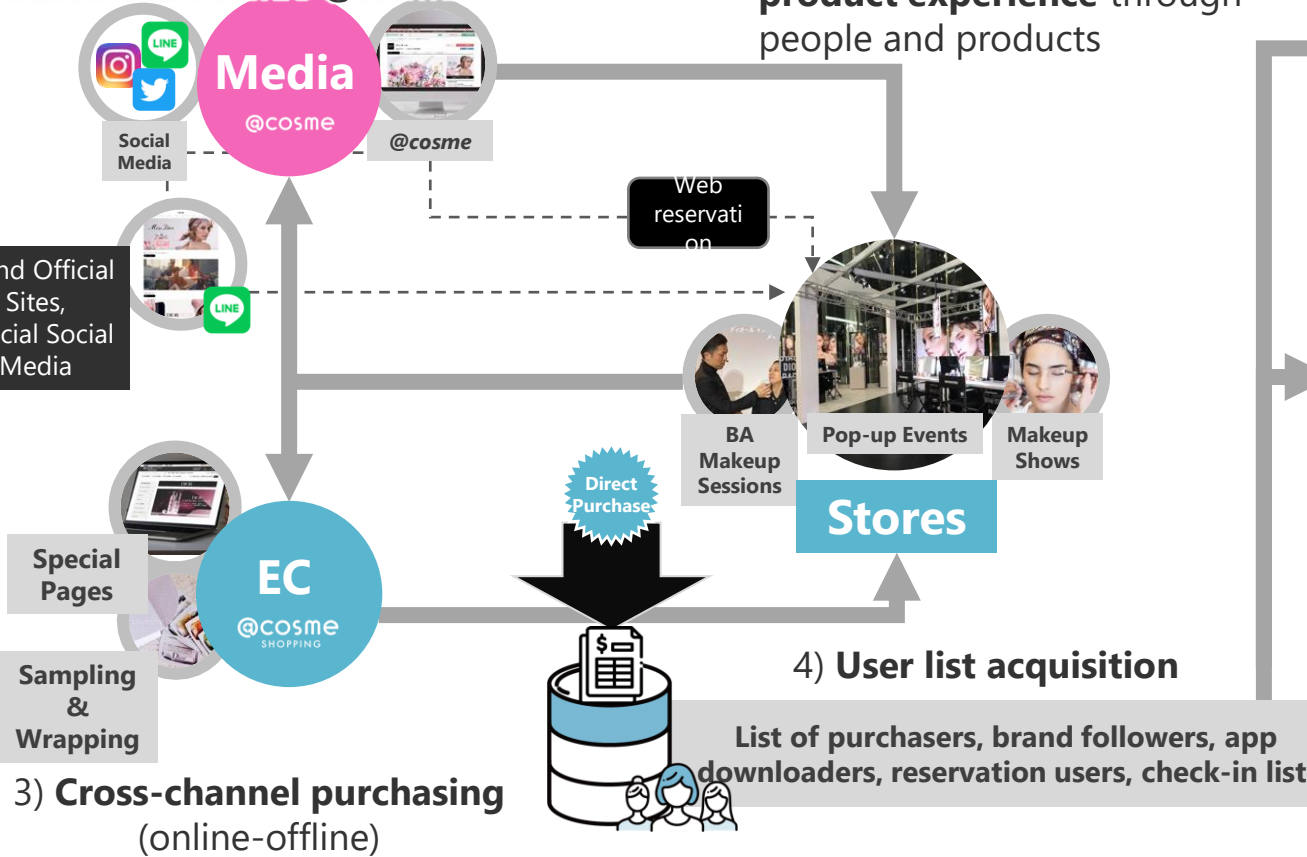 product experience through
people and products
LINE
Media
@cosme
Social
Media
@cosme
Web
reservati
on
nd Official
Sites,
cial Social
Media
LINE
BA
Makeup
Sessions
Pop-up Events
Makeup
Shows
Direct
Purchase
Stores
Special
Pages
EC
@cosme
SHOPPING
Sampling
&
Wrapping
$
4) User list acquisition
List of purchasers, brand followers, app
downloaders, reservation users, check-in list
3) Cross-channel purchasing
(online-offline)